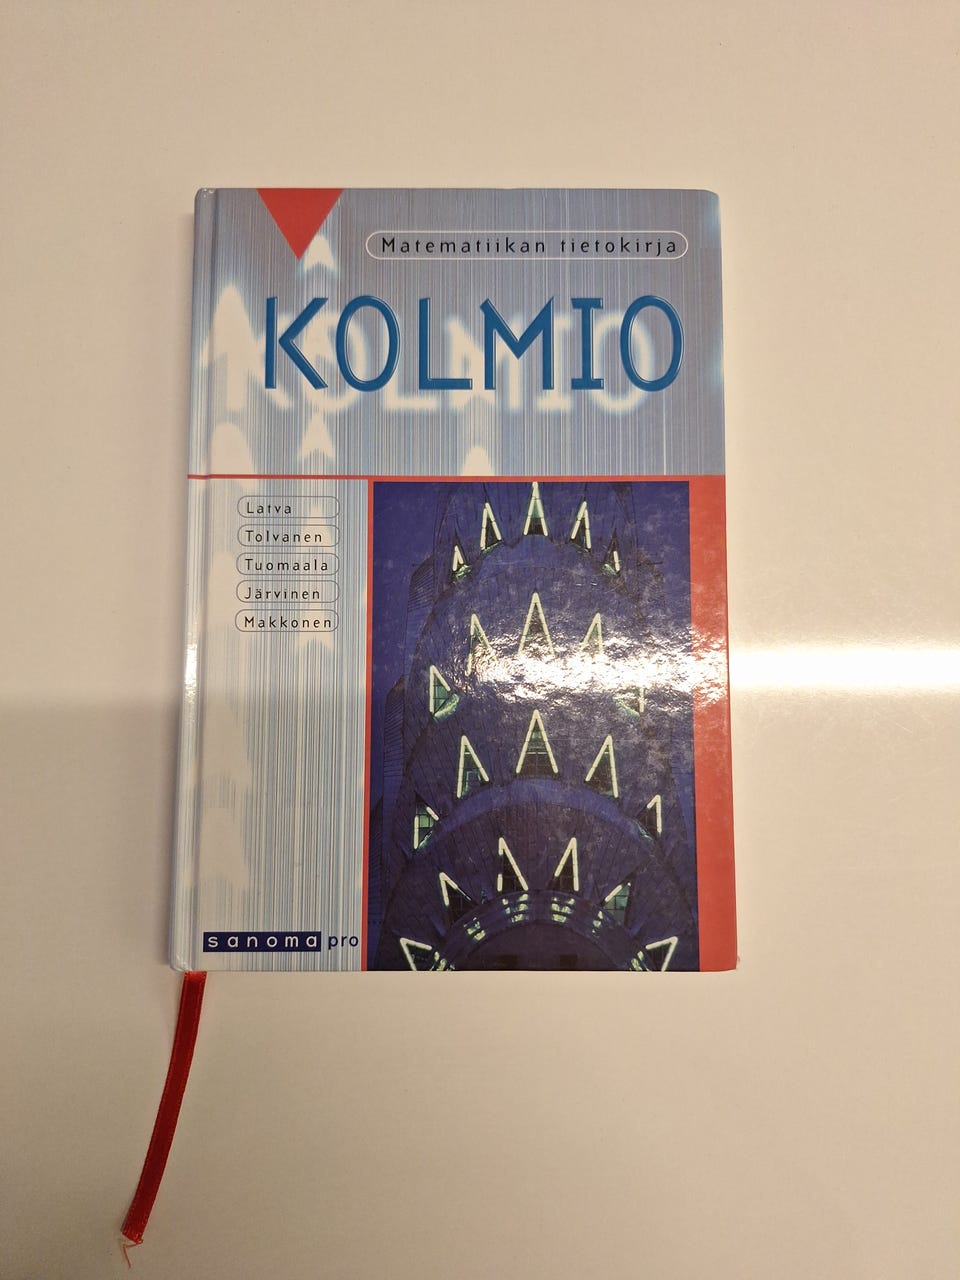 Matematiikan tietokirja
KOLMIO
Latva
Tolvanen
Tuomaala
Järvinen
Makkonen
sanoma pro